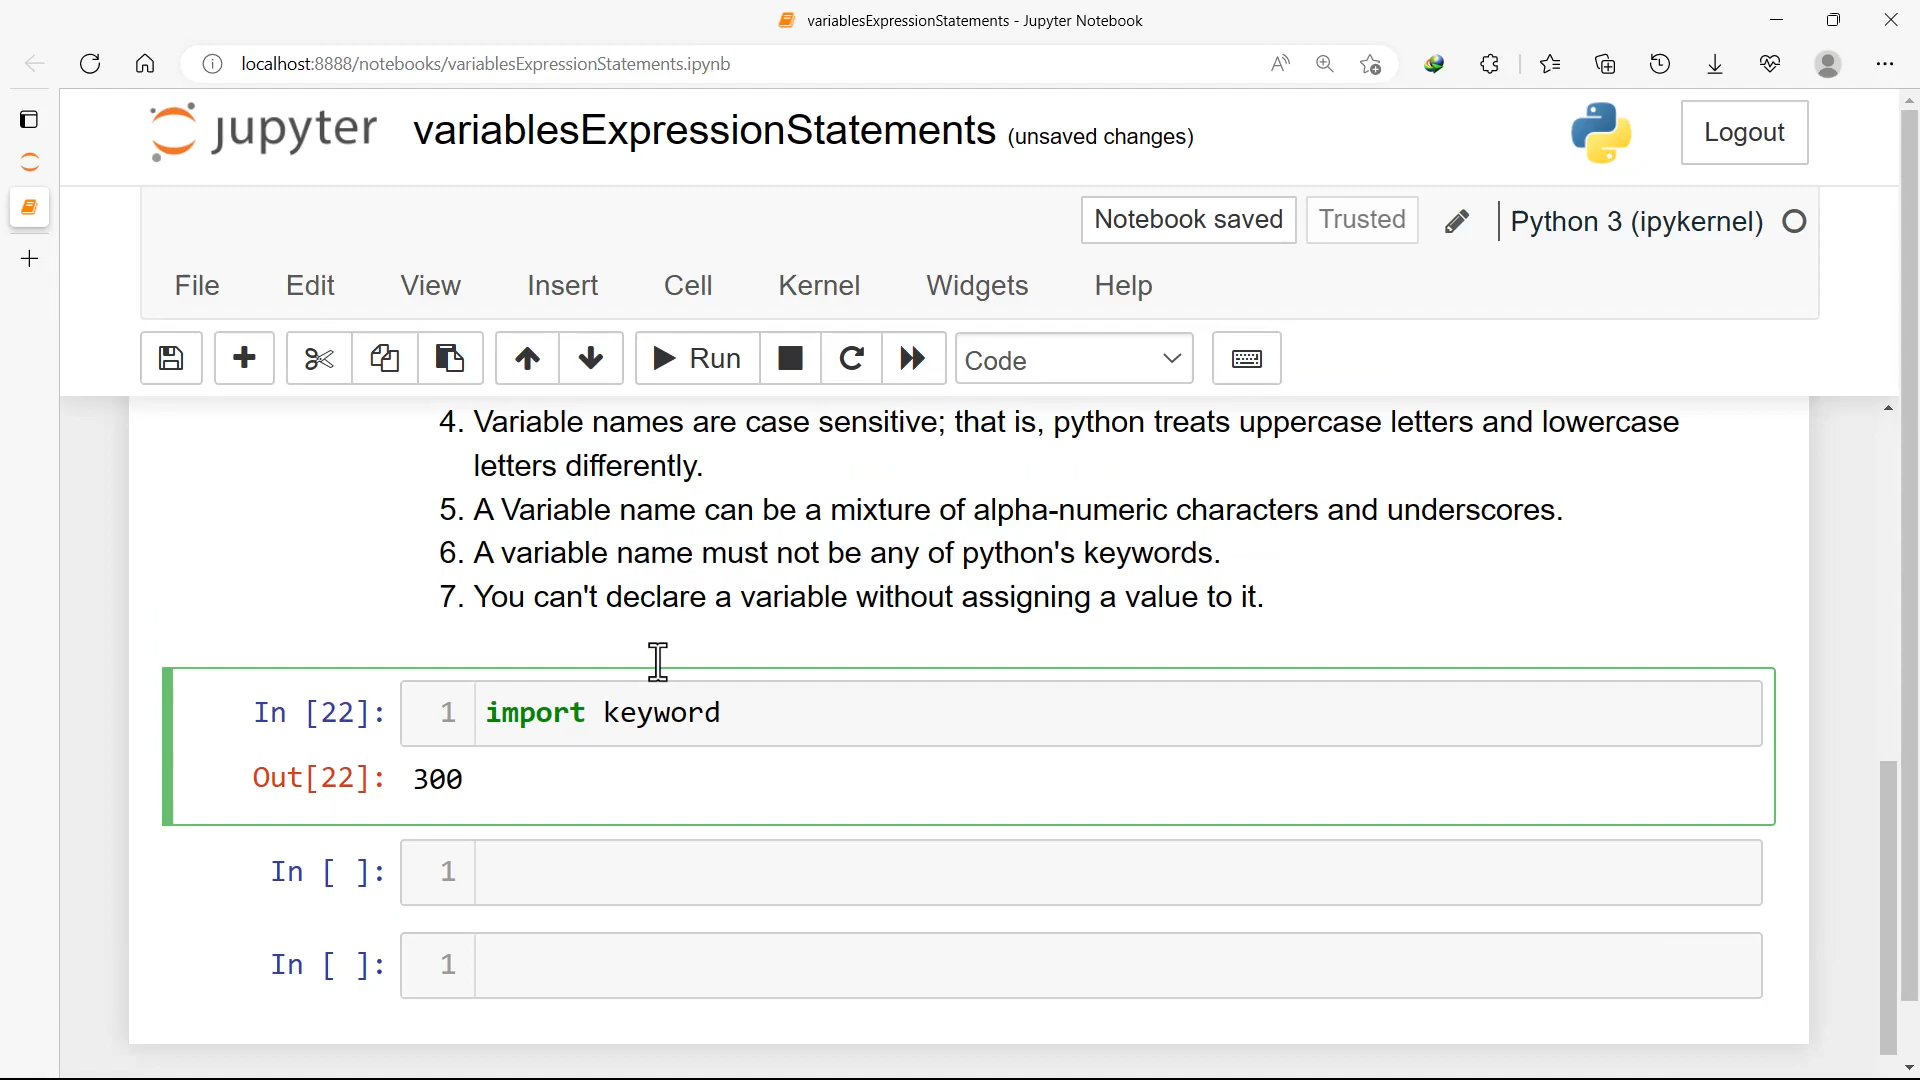 variablesExpressionStatements - Jupyter Notebook
localhost:8888/notebooks/variablesExpressionStatements.ipynb
jupyter variablesExpressionStatements (unsaved changes) Logout
Notebook saved Trusted Python 3 (ipykernel)
File Edit View Insert Cell Kernel Widgets Help
Run Code
4. Variable names are case sensitive; that is, python treats uppercase letters and lowercase
letters differently.
5. A Variable name can be a mixture of alpha-numeric characters and underscores.
6. A variable name must not be any of python's keywords.
7. You can't declare a variable without assigning a value to it.
In [22]: 1 import keyword
Out[22]: 300
In [ ]: 1
In [ ]: 1